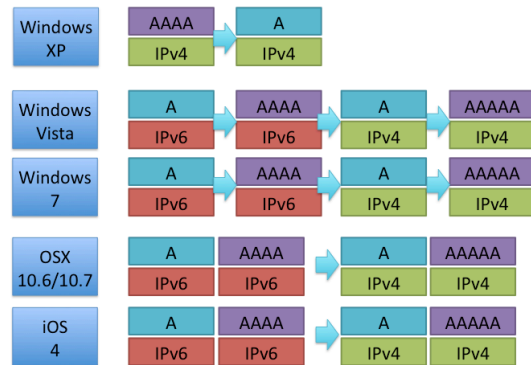 Windows XP
AAAA A
IPv4 IPv4
Windows Vista
A AAAA A AAAAA
IPv6 IPv6 IPv4 IPv4
Windows 7
A AAAA A AAAAA
IPv6 IPv6 IPv4 IPv4
OSX 10.6/10.7
A AAAA A AAAAA
IPv6 IPv6 IPv4 IPv4
iOS 4
A AAAA A AAAAA
IPv6 IPv6 IPv4 IPv4